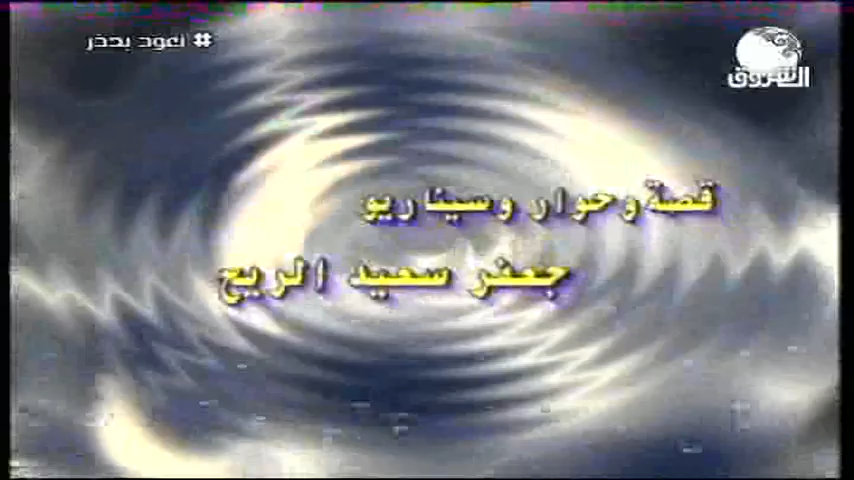 # نعود بحذر
الشروق
قصة وحوار وسيناريو
جعفر سعيد الريح